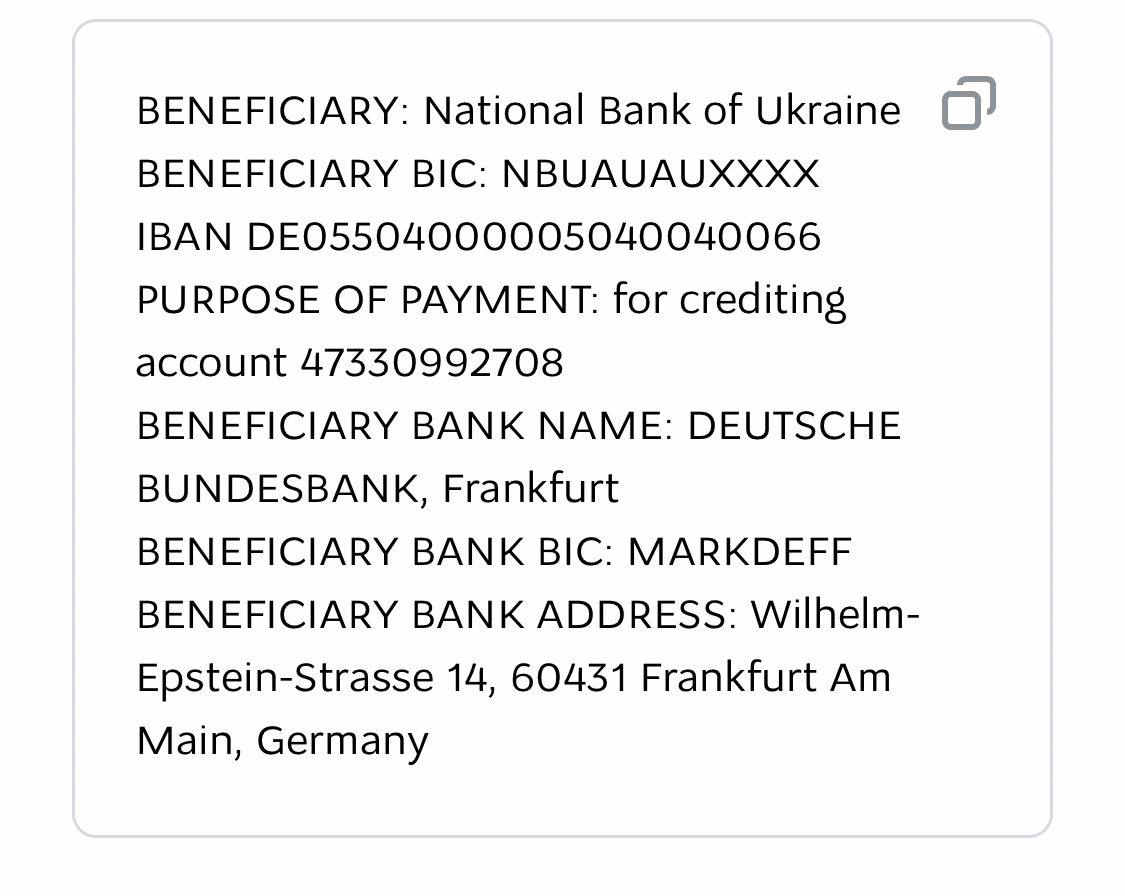 BENEFICIARY: National Bank of Ukraine
BENEFICIARY BIC: NBUAUAUXXXX
IBAN DE05504000005040040066
PURPOSE OF PAYMENT: for crediting
account 47330992708
BENEFICIARY BANK NAME: DEUTSCHE
BUNDESBANK, Frankfurt
BENEFICIARY BANK BIC: MARKDEFF
BENEFICIARY BANK ADDRESS: Wilhelm-
Epstein-Strasse 14, 60431 Frankfurt Am
Main, Germany